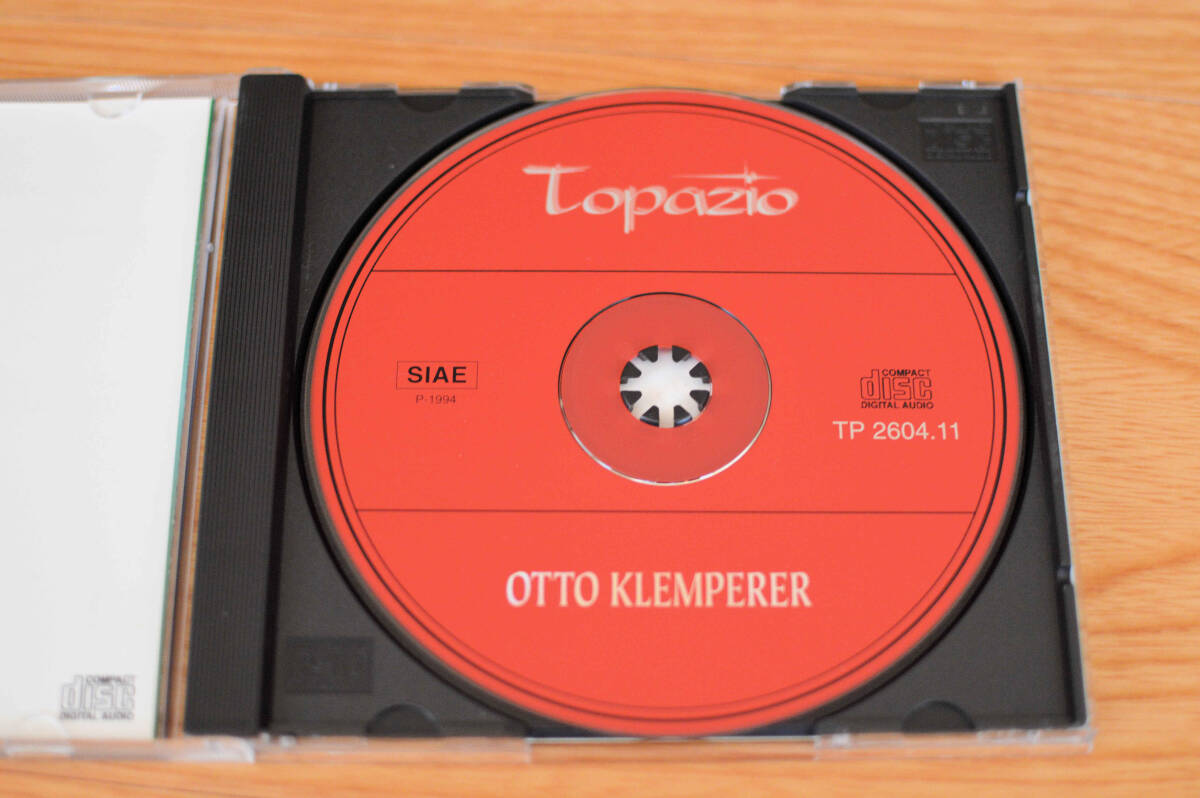 Topazio
SIAE
P-1994
COMPACT
disc
DIGITAL AUDIO
TP 2604.11
OTTO KLEMPERER
COMPACT
disc
DIGITAL AUDIO